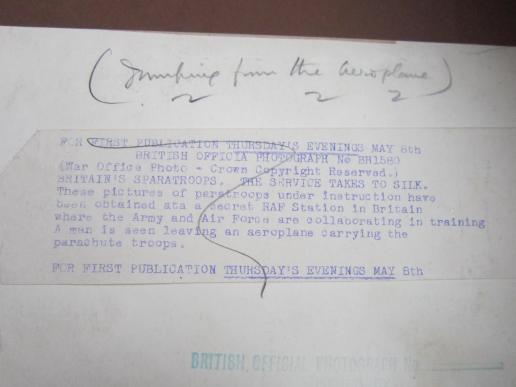 (Jumping from the aeroplane)
FOR FIRST PUBLICATION THURSDAY'S EVENINGS MAY 8th
BRITISH OFFICIA PHOTOGRAPH No BH1580
(War Office Photo - Crown Copyright Reserved.)
BRITAIN'S SPARATROOPS. THE SERVICE TAKES TO SILK.
These pictures of paratroops under instruction have
been obtained ata a secret RAF Station in Britain
where the Army and Air Force are collaborating in training
A man is seen leaving an aeroplane carrying the
parachute troops.
FOR FIRST PUBLICATION THURSDAY'S EVENINGS MAY 8th
BRITISH OFFICIAL PHOTOGRAPH No